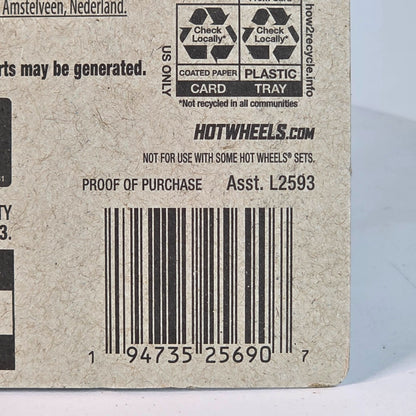 Amstelveen, Nederland.
rts may be generated.
US ONLY
Check Locally*
Check Locally*
COATED PAPER
PLASTIC
CARD
TRAY
*Not recycled in all communities
how2recycle.info
HOTWHEELS.COM
NOT FOR USE WITH SOME HOT WHEELS® SETS.
PROOF OF PURCHASE Asst. L2593
TY
3.
1 94735 25690 7